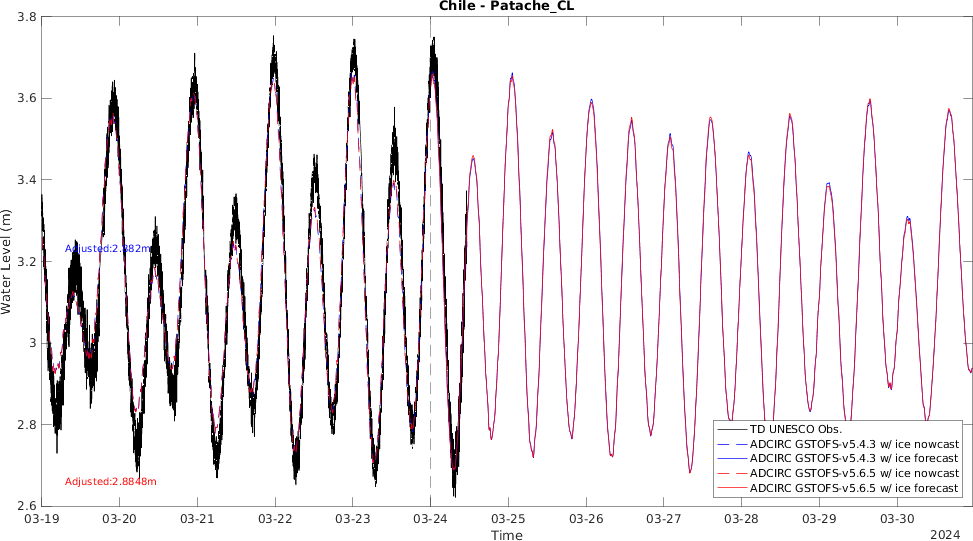 Chile - Patache_CL
3.8
3.6
3.4
3.2
3
2.8
2.6
Water Level (m)
Adjusted:2.882m
Adjusted:2.8848m
TD UNESCO Obs.
ADCIRC GSTOFS-v5.4.3 w/ ice nowcast
ADCIRC GSTOFS-v5.4.3 w/ ice forecast
ADCIRC GSTOFS-v5.6.5 w/ ice nowcast
ADCIRC GSTOFS-v5.6.5 w/ ice forecast
03-19 03-20 03-21 03-22 03-23 03-24 03-25 03-26 03-27 03-28 03-29 03-30
Time
2024